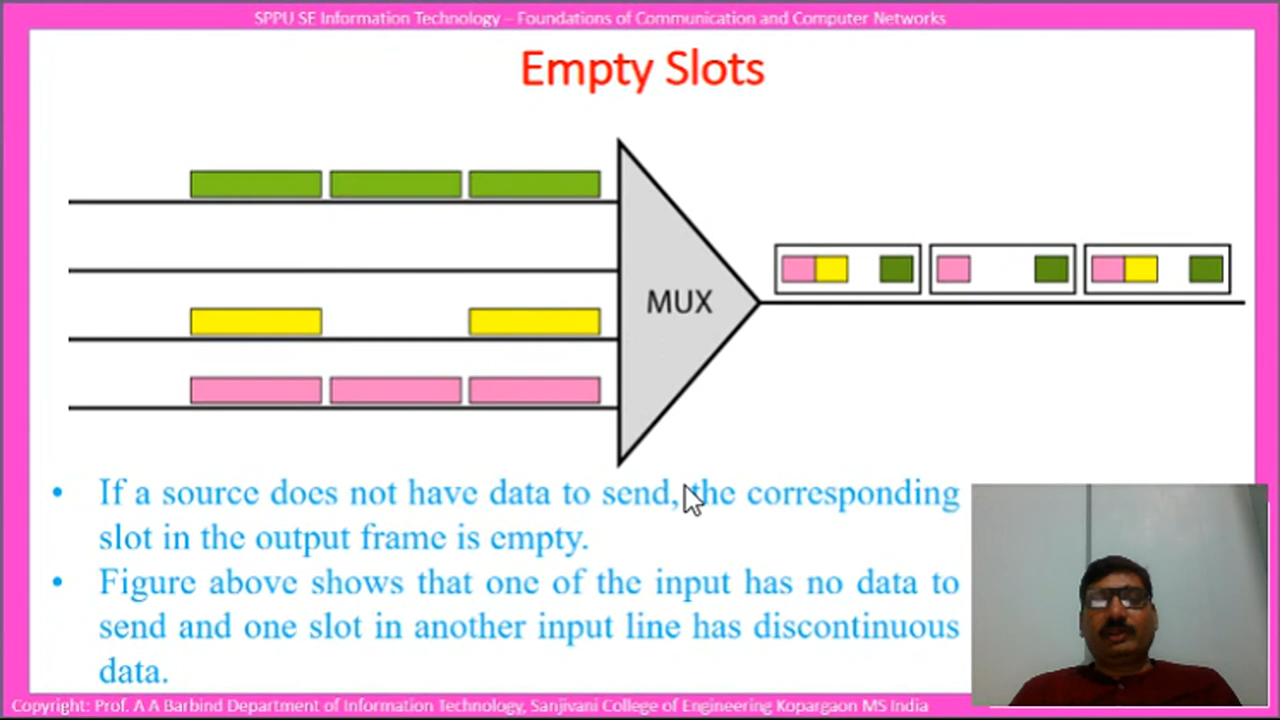 SPPU SE Information Technology – Foundations of Communication and Computer Networks
Empty Slots
MUX
• If a source does not have data to send, the corresponding
slot in the output frame is empty.
• Figure above shows that one of the input has no data to
send and one slot in another input line has discontinuous
data.
Copyright: Prof. A A Barbind Department of Information Technology, Sanjivani College of Engineering Kopargaon MS India